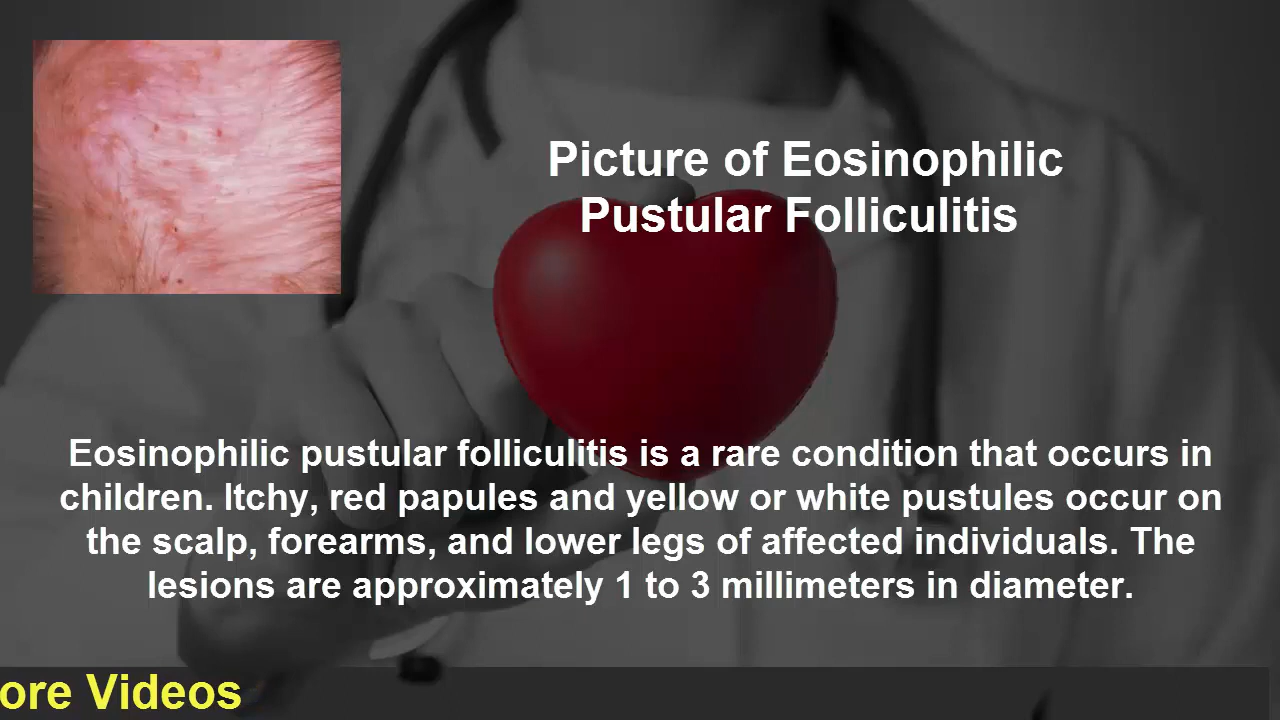 Picture of Eosinophilic
Pustular Folliculitis
Eosinophilic pustular folliculitis is a rare condition that occurs in
children. Itchy, red papules and yellow or white pustules occur on
the scalp, forearms, and lower legs of affected individuals. The
lesions are approximately 1 to 3 millimeters in diameter.
ore Videos